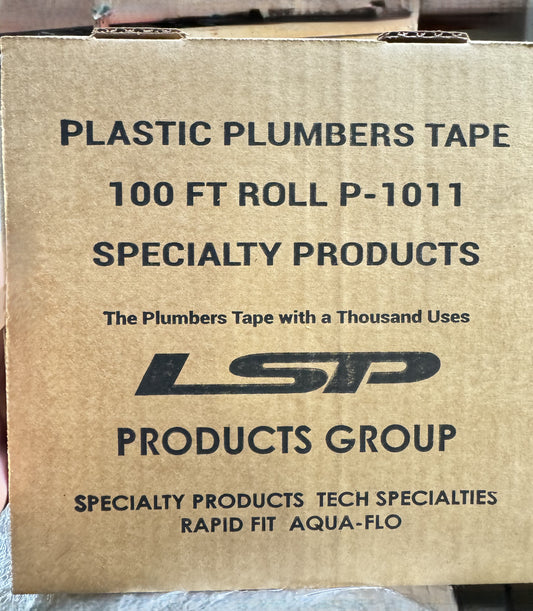 PLASTIC PLUMBERS TAPE
100 FT ROLL P-1011
SPECIALTY PRODUCTS
The Plumbers Tape with a Thousand Uses
LSP
PRODUCTS GROUP
SPECIALTY PRODUCTS TECH SPECIALTIES
RAPID FIT AQUA-FLO